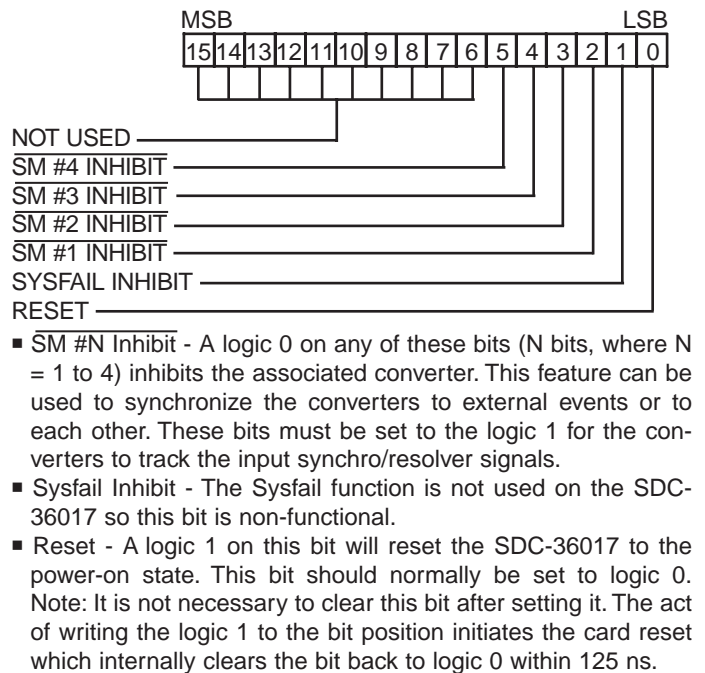 MSB LSB
15 14 13 12 11 10 9 8 7 6 5 4 3 2 1 0
NOT USED
SM #4 INHIBIT
SM #3 INHIBIT
SM #2 INHIBIT
SM #1 INHIBIT
SYSFAIL INHIBIT
RESET
▪ SM #N Inhibit - A logic 0 on any of these bits (N bits, where N
= 1 to 4) inhibits the associated converter. This feature can be
used to synchronize the converters to external events or to
each other. These bits must be set to the logic 1 for the con-
verters to track the input synchro/resolver signals.
▪ Sysfail Inhibit - The Sysfail function is not used on the SDC-
36017 so this bit is non-functional.
▪ Reset - A logic 1 on this bit will reset the SDC-36017 to the
power-on state. This bit should normally be set to logic 0.
Note: It is not necessary to clear this bit after setting it. The act
of writing the logic 1 to the bit position initiates the card reset
which internally clears the bit back to logic 0 within 125 ns.